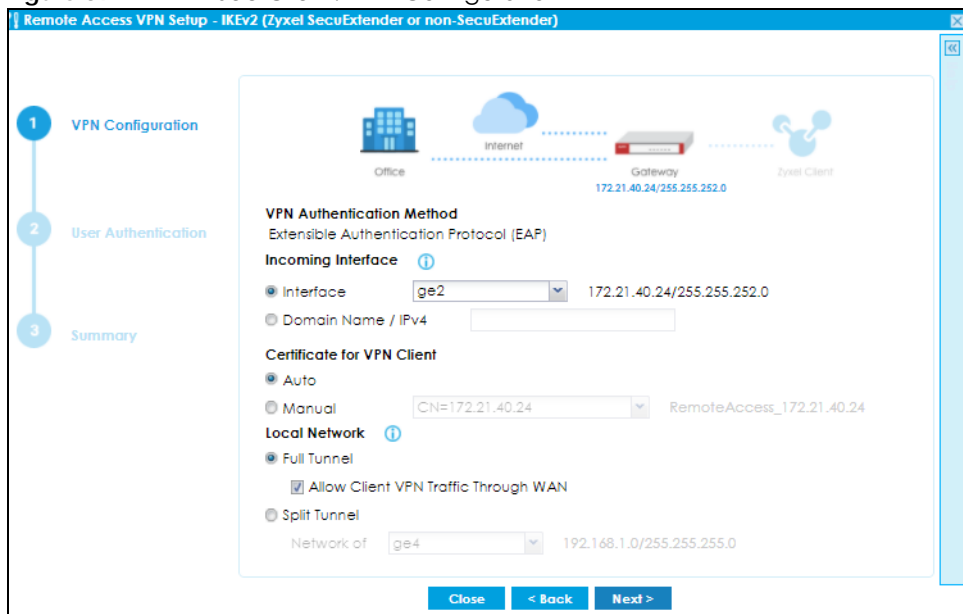 Remote Access VPN Setup - IKEv2 (Zyxel SecuExtender or non-SecuExtender)
1 VPN Configuration
2 User Authentication
3 Summary
Office
Internet
Gateway
172.21.40.24/255.255.252.0
Zyxel Client
VPN Authentication Method
Extensible Authentication Protocol (EAP)
Incoming Interface
Interface ge2 172.21.40.24/255.255.252.0
Domain Name / IPv4
Certificate for VPN Client
Auto
Manual CN=172.21.40.24 RemoteAccess_172.21.40.24
Local Network
Full Tunnel
Allow Client VPN Traffic Through WAN
Split Tunnel
Network of ge4 192.168.1.0/255.255.255.0
Close < Back Next >